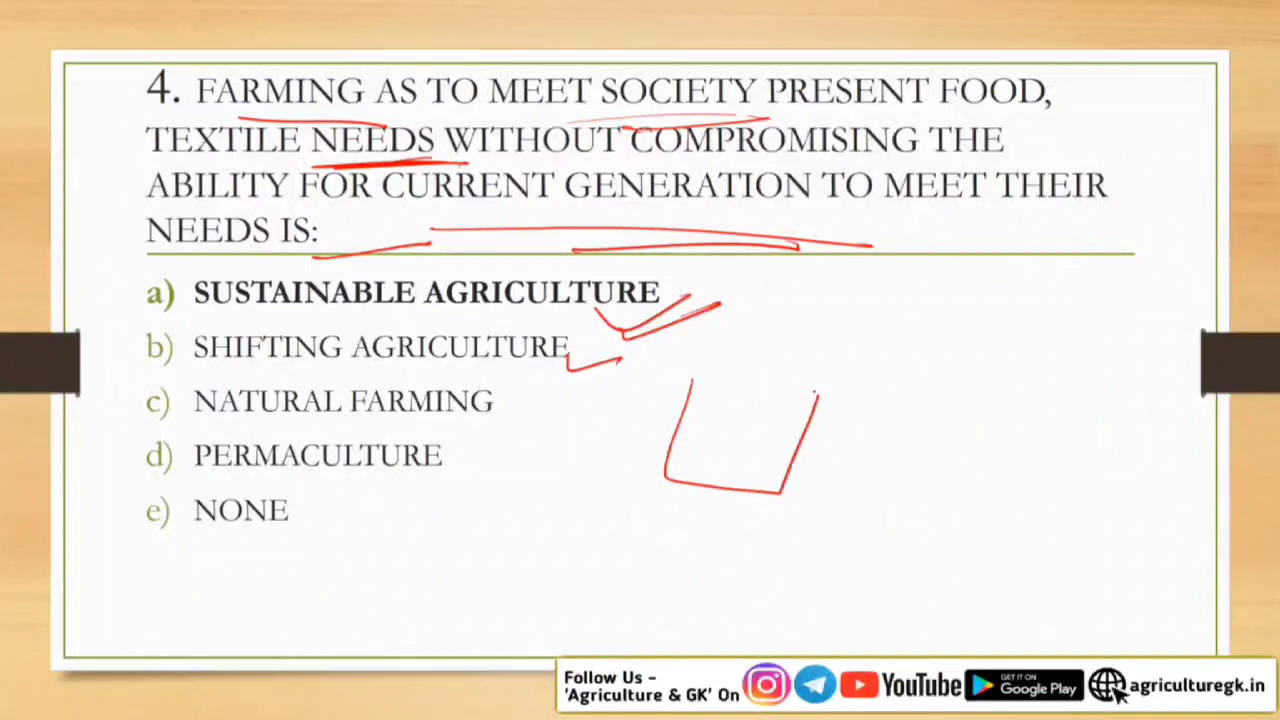 4. FARMING AS TO MEET SOCIETY PRESENT FOOD,
TEXTILE NEEDS WITHOUT COMPROMISING THE
ABILITY FOR CURRENT GENERATION TO MEET THEIR
NEEDS IS:
a) SUSTAINABLE AGRICULTURE
b) SHIFTING AGRICULTURE
c) NATURAL FARMING
d) PERMACULTURE
e) NONE
Follow Us -
'Agriculture & GK' On
YouTube
GET IT ON
Google Play
agriculturegk.in